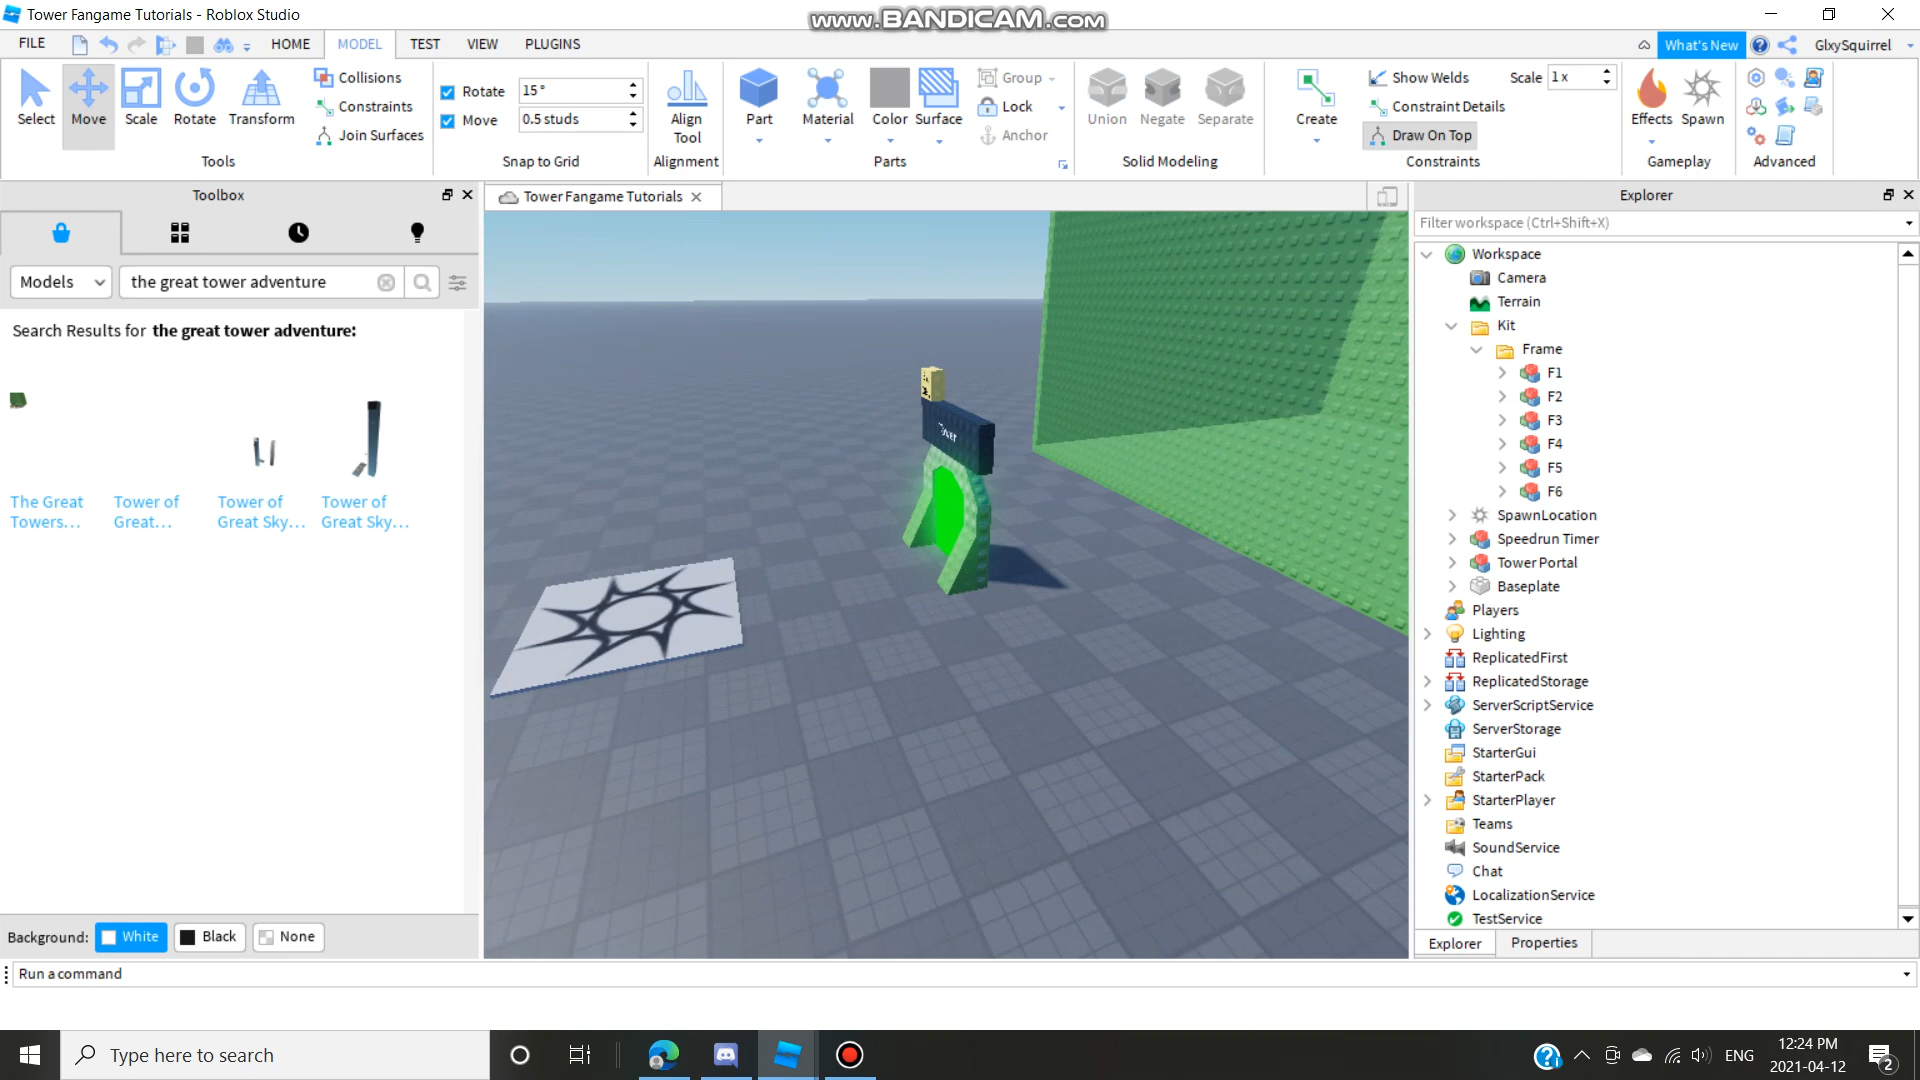 Tower Fangame Tutorials - Roblox Studio
www.BANDICAM.com
FILE
HOME
MODEL
TEST
VIEW
PLUGINS
What's New
GlxySquirrel
Select
Move
Scale
Rotate
Transform
Tools
Collisions
Constraints
Join Surfaces
Rotate
15 °
Move
0.5 studs
Snap to Grid
Align Tool
Alignment
Part
Material
Color
Surface
Parts
Group
Lock
Anchor
Union
Negate
Separate
Solid Modeling
Create
Show Welds
Scale
1 x
Constraint Details
Draw On Top
Constraints
Effects
Spawn
Gameplay
Advanced
Toolbox
Models
the great tower adventure
Search Results for the great tower adventure:
The Great Towers...
Tower of Great...
Tower of Great Sky...
Tower of Great Sky...
Background:
White
Black
None
Tower Fangame Tutorials
Tower
Explorer
Filter workspace (Ctrl+Shift+X)
Workspace
Camera
Terrain
Kit
Frame
F1
F2
F3
F4
F5
F6
SpawnLocation
Speedrun Timer
Tower Portal
Baseplate
Players
Lighting
ReplicatedFirst
ReplicatedStorage
ServerScriptService
ServerStorage
StarterGui
StarterPack
StarterPlayer
Teams
SoundService
Chat
LocalizationService
TestService
Explorer
Properties
Run a command
Type here to search
ENG
12:24 PM
2021-04-12
2